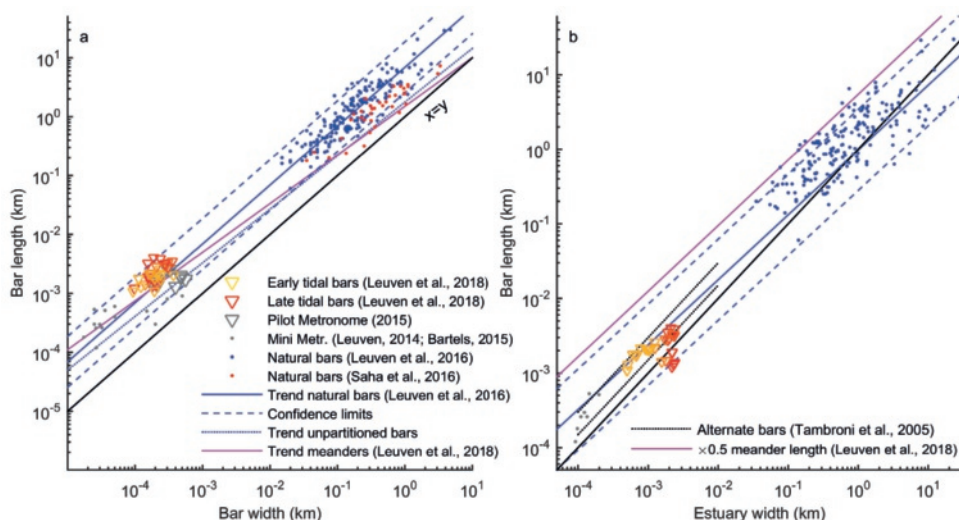 a
b
10¹
10⁰
10⁻¹
10⁻²
10⁻³
10⁻⁴
10⁻⁵
Bar length (km)
x=y
Early tidal bars (Leuven et al., 2018)
Late tidal bars (Leuven et al., 2018)
Pilot Metronome (2015)
Mini Metr. (Leuven, 2014; Bartels, 2015)
Natural bars (Leuven et al., 2016)
Natural bars (Saha et al., 2016)
Trend natural bars (Leuven et al., 2016)
Confidence limits
Trend unpartitioned bars
Trend meanders (Leuven et al., 2018)
10⁻⁴ 10⁻³ 10⁻² 10⁻¹ 10⁰ 10¹
Bar width (km)
10¹
10⁰
10⁻¹
10⁻²
10⁻³
10⁻⁴
Bar length (km)
Alternate bars (Tambroni et al., 2005)
×0.5 meander length (Leuven et al., 2018)
10⁻⁴ 10⁻³ 10⁻² 10⁻¹ 10⁰ 10¹
Estuary width (km)